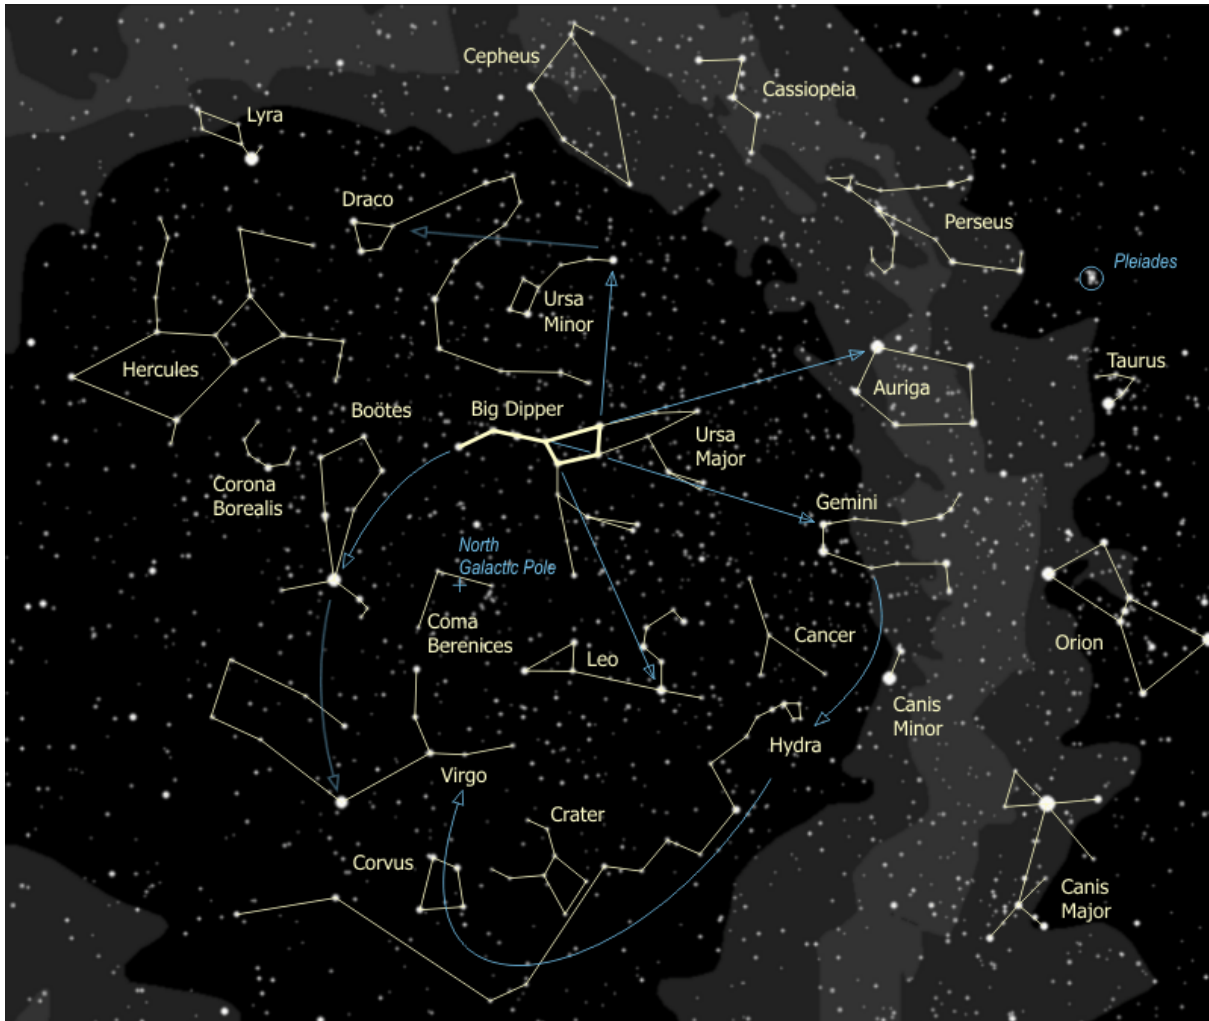 Cepheus
Cassiopeia
Lyra
Draco
Perseus
Pleiades
Ursa
Minor
Taurus
Hercules
Auriga
Boötes
Big Dipper
Ursa
Major
Corona
Borealis
Gemini
North
Galactic Pole
Coma
Berenices
Leo
Cancer
Orion
Canis
Minor
Hydra
Virgo
Crater
Corvus
Canis
Major